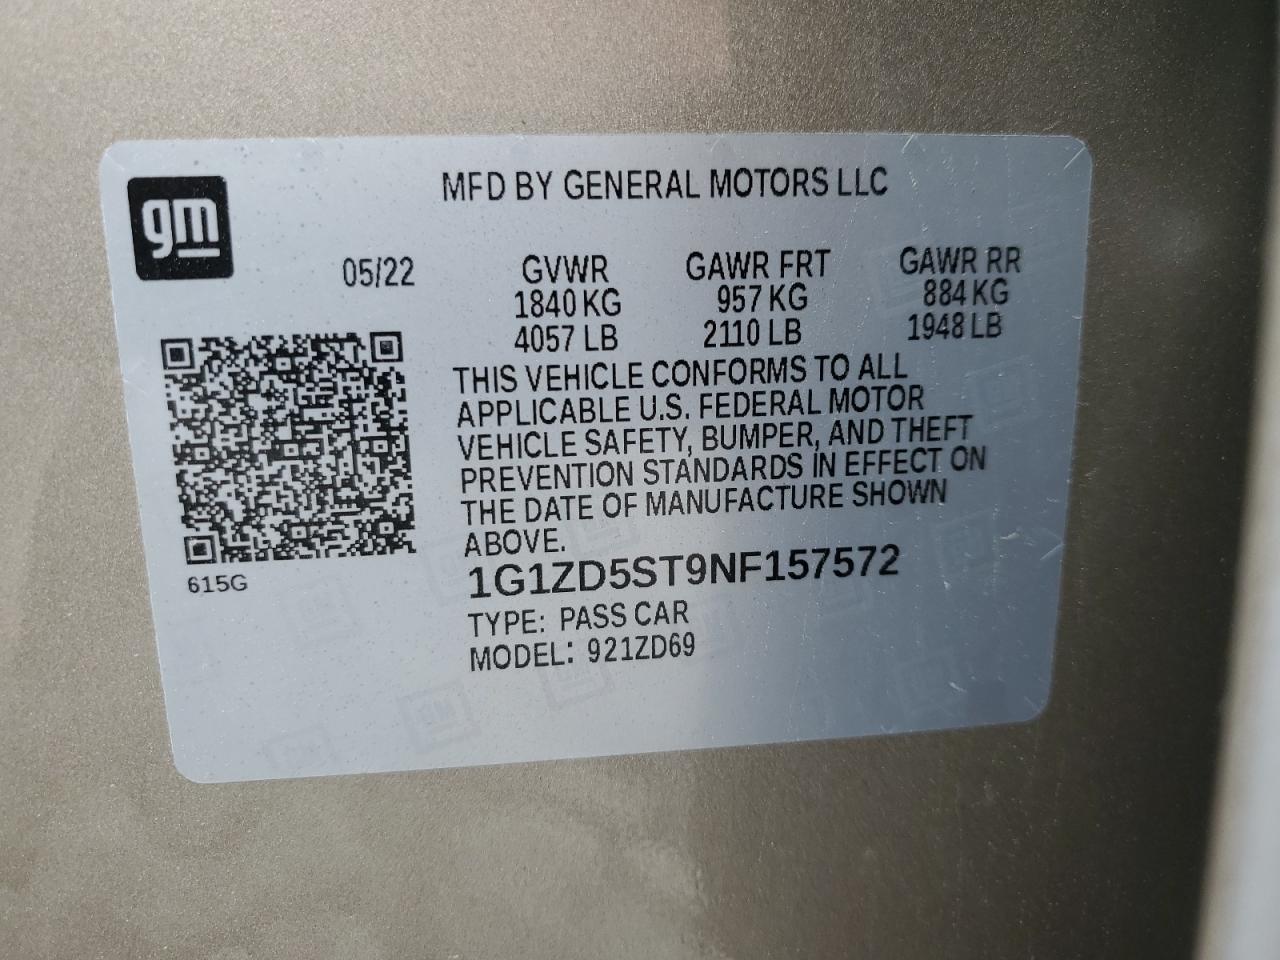 gm
MFD BY GENERAL MOTORS LLC
05/22 GVWR GAWR FRT GAWR RR
1840 KG 957 KG 884 KG
4057 LB 2110 LB 1948 LB
THIS VEHICLE CONFORMS TO ALL
APPLICABLE U.S. FEDERAL MOTOR
VEHICLE SAFETY, BUMPER, AND THEFT
PREVENTION STANDARDS IN EFFECT ON
THE DATE OF MANUFACTURE SHOWN
ABOVE.
615G
1G1ZD5ST9NF157572
TYPE: PASS CAR
MODEL: 921ZD69